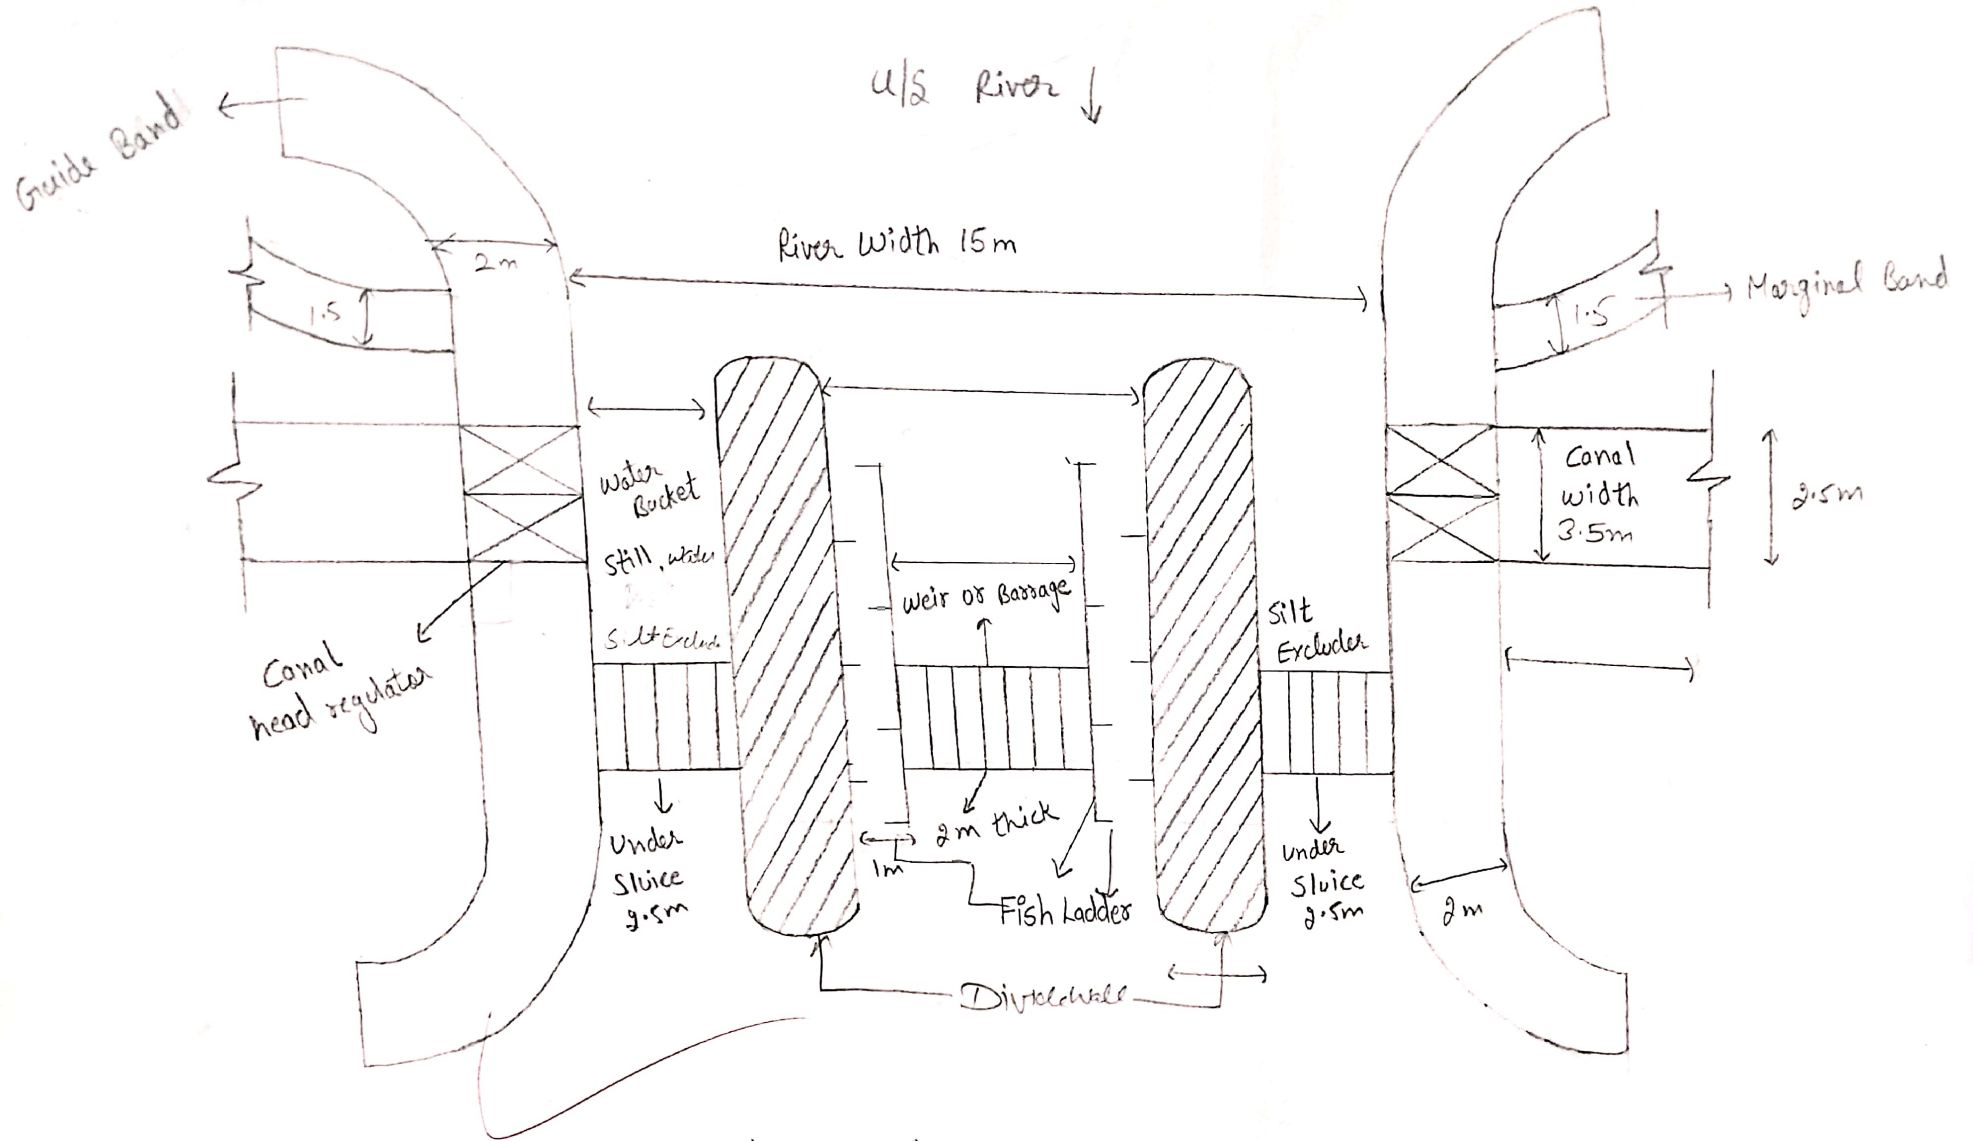 U/S River
Guide Band
River Width 15m
2m
1.5
1.5
Marginal Band
Water
Bucket
Still water
Silt Exclude
Canal
width
3.5m
2.5m
Weir or Barrage
Silt
Excluder
Canal
head regulator
2m thick
1m
Under
Sluice
2.5m
Fish Ladder
Under
Sluice
2.5m
2m
Dividewall